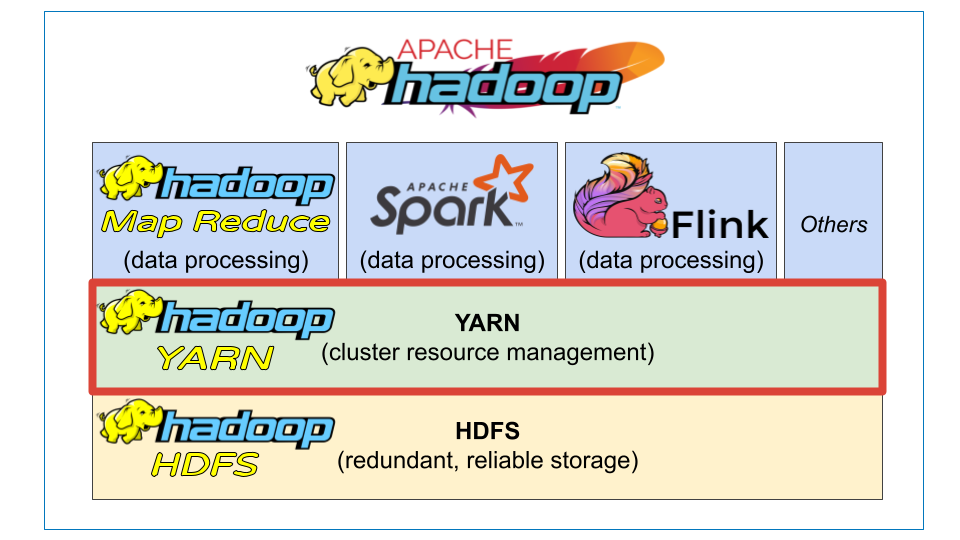 APACHE
hadoop
hadoop
Map Reduce
(data processing)
APACHE
Spark™
(data processing)
Flink
(data processing)
Others
hadoop
YARN
YARN
(cluster resource management)
hadoop
HDFS
HDFS
(redundant, reliable storage)